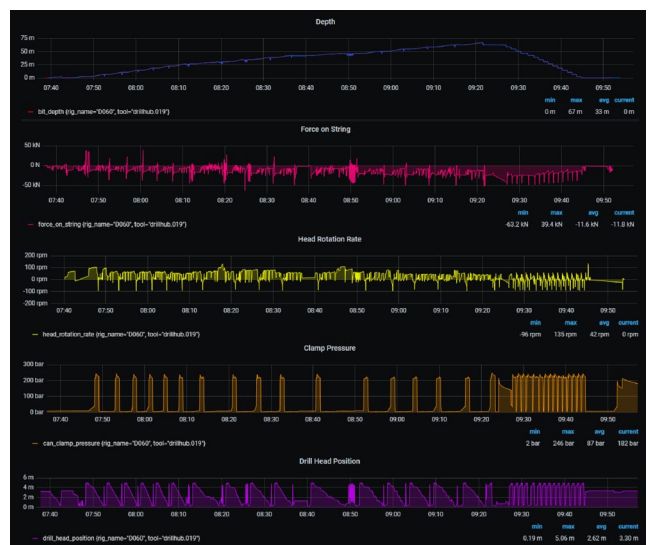 Depth
75 m
50 m
25 m
0 m
07:40 07:50 08:00 08:10 08:20 08:30 08:40 08:50 09:00 09:10 09:20 09:30 09:40 09:50
min max avg current
bit_depth {rig_name="D060", tool="drillhub.019"} 0 m 67 m 33 m 0 m
Force on String
50 kN
0 N
-50 kN
07:40 07:50 08:00 08:10 08:20 08:30 08:40 08:50 09:00 09:10 09:20 09:30 09:40 09:50
min max avg current
force_on_string {rig_name="D060", tool="drillhub.019"} -63.2 kN 39.4 kN -11.6 kN -11.8 kN
Head Rotation Rate
200 rpm
100 rpm
0 rpm
-100 rpm
-200 rpm
07:40 07:50 08:00 08:10 08:20 08:30 08:40 08:50 09:00 09:10 09:20 09:30 09:40 09:50
min max avg current
head_rotation_rate {rig_name="D060", tool="drillhub.019"} -96 rpm 135 rpm 42 rpm 0 rpm
Clamp Pressure
300 bar
200 bar
100 bar
0 bar
07:40 07:50 08:00 08:10 08:20 08:30 08:40 08:50 09:00 09:10 09:20 09:30 09:40 09:50
min max avg current
can_clamp_pressure {rig_name="D060", tool="drillhub.019"} 2 bar 246 bar 87 bar 182 bar
Drill Head Position
6 m
4 m
2 m
0 m
07:40 07:50 08:00 08:10 08:20 08:30 08:40 08:50 09:00 09:10 09:20 09:30 09:40 09:50
min max avg current
drill_head_position {rig_name="D060", tool="drillhub.019"} 0.19 m 5.06 m 2.62 m 3.30 m